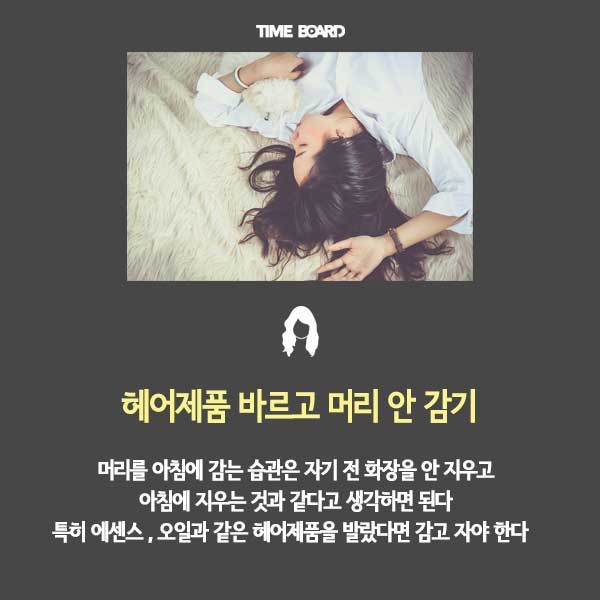 TIME BOARD
헤어제품 바르고 머리 안 감기
머리를 아침에 감는 습관은 자기 전 화장을 안 지우고
아침에 지우는 것과 같다고 생각하면 된다
특히 에센스 , 오일과 같은 헤어제품을 발랐다면 감고 자야 한다